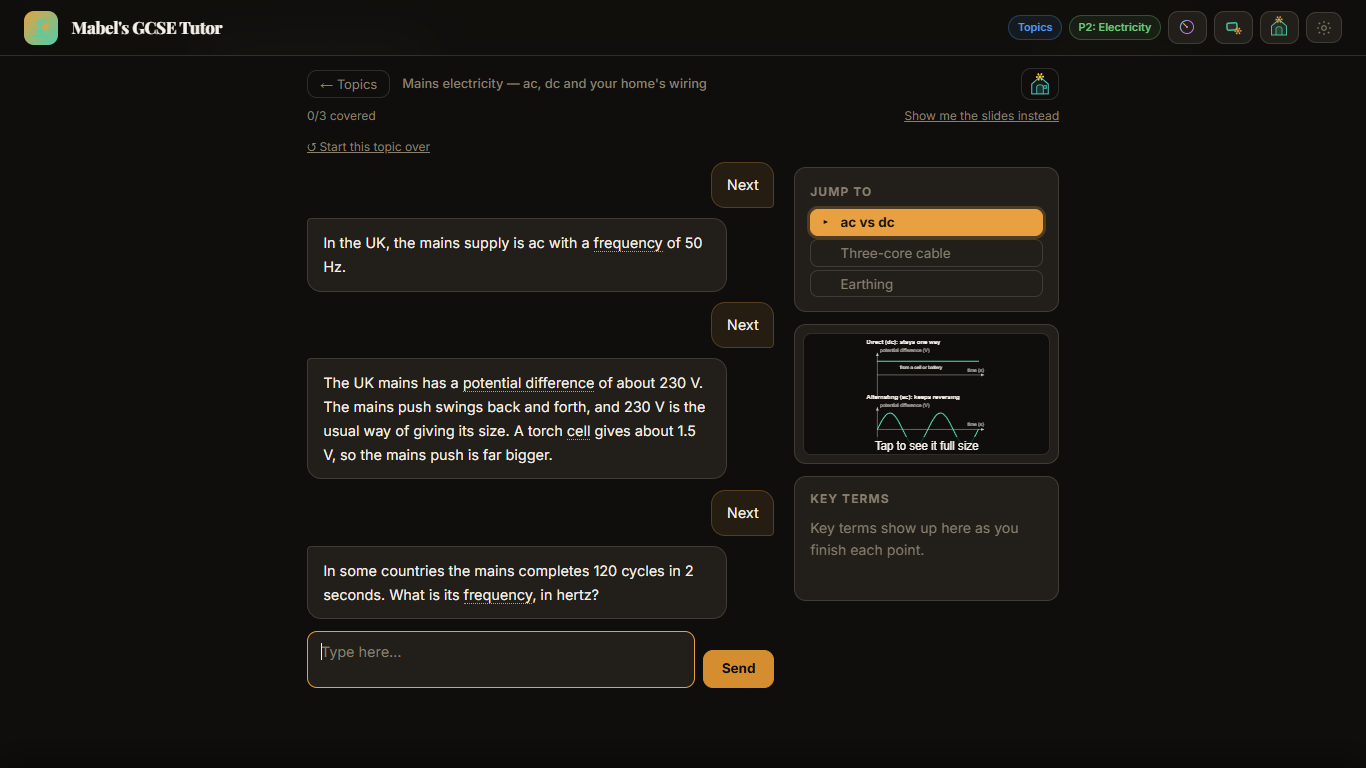 Mabel's GCSE Tutor
Topics
P2: Electricity
← Topics
Mains electricity — ac, dc and your home's wiring
0/3 covered
Show me the slides instead
↺ Start this topic over
Next
In the UK, the mains supply is ac with a frequency of 50
Hz.
Next
The UK mains has a potential difference of about 230 V.
The mains push swings back and forth, and 230 V is the
usual way of giving its size. A torch cell gives about 1.5
V, so the mains push is far bigger.
Next
In some countries the mains completes 120 cycles in 2
seconds. What is its frequency, in hertz?
Type here...
Send
JUMP TO
▸ ac vs dc
Three-core cable
Earthing
Direct (dc): stays one way
potential difference (V)
from a cell or battery
time (s)
Alternating (ac): keeps reversing
potential difference (V)
time (s)
Tap to see it full size
KEY TERMS
Key terms show up here as you
finish each point.